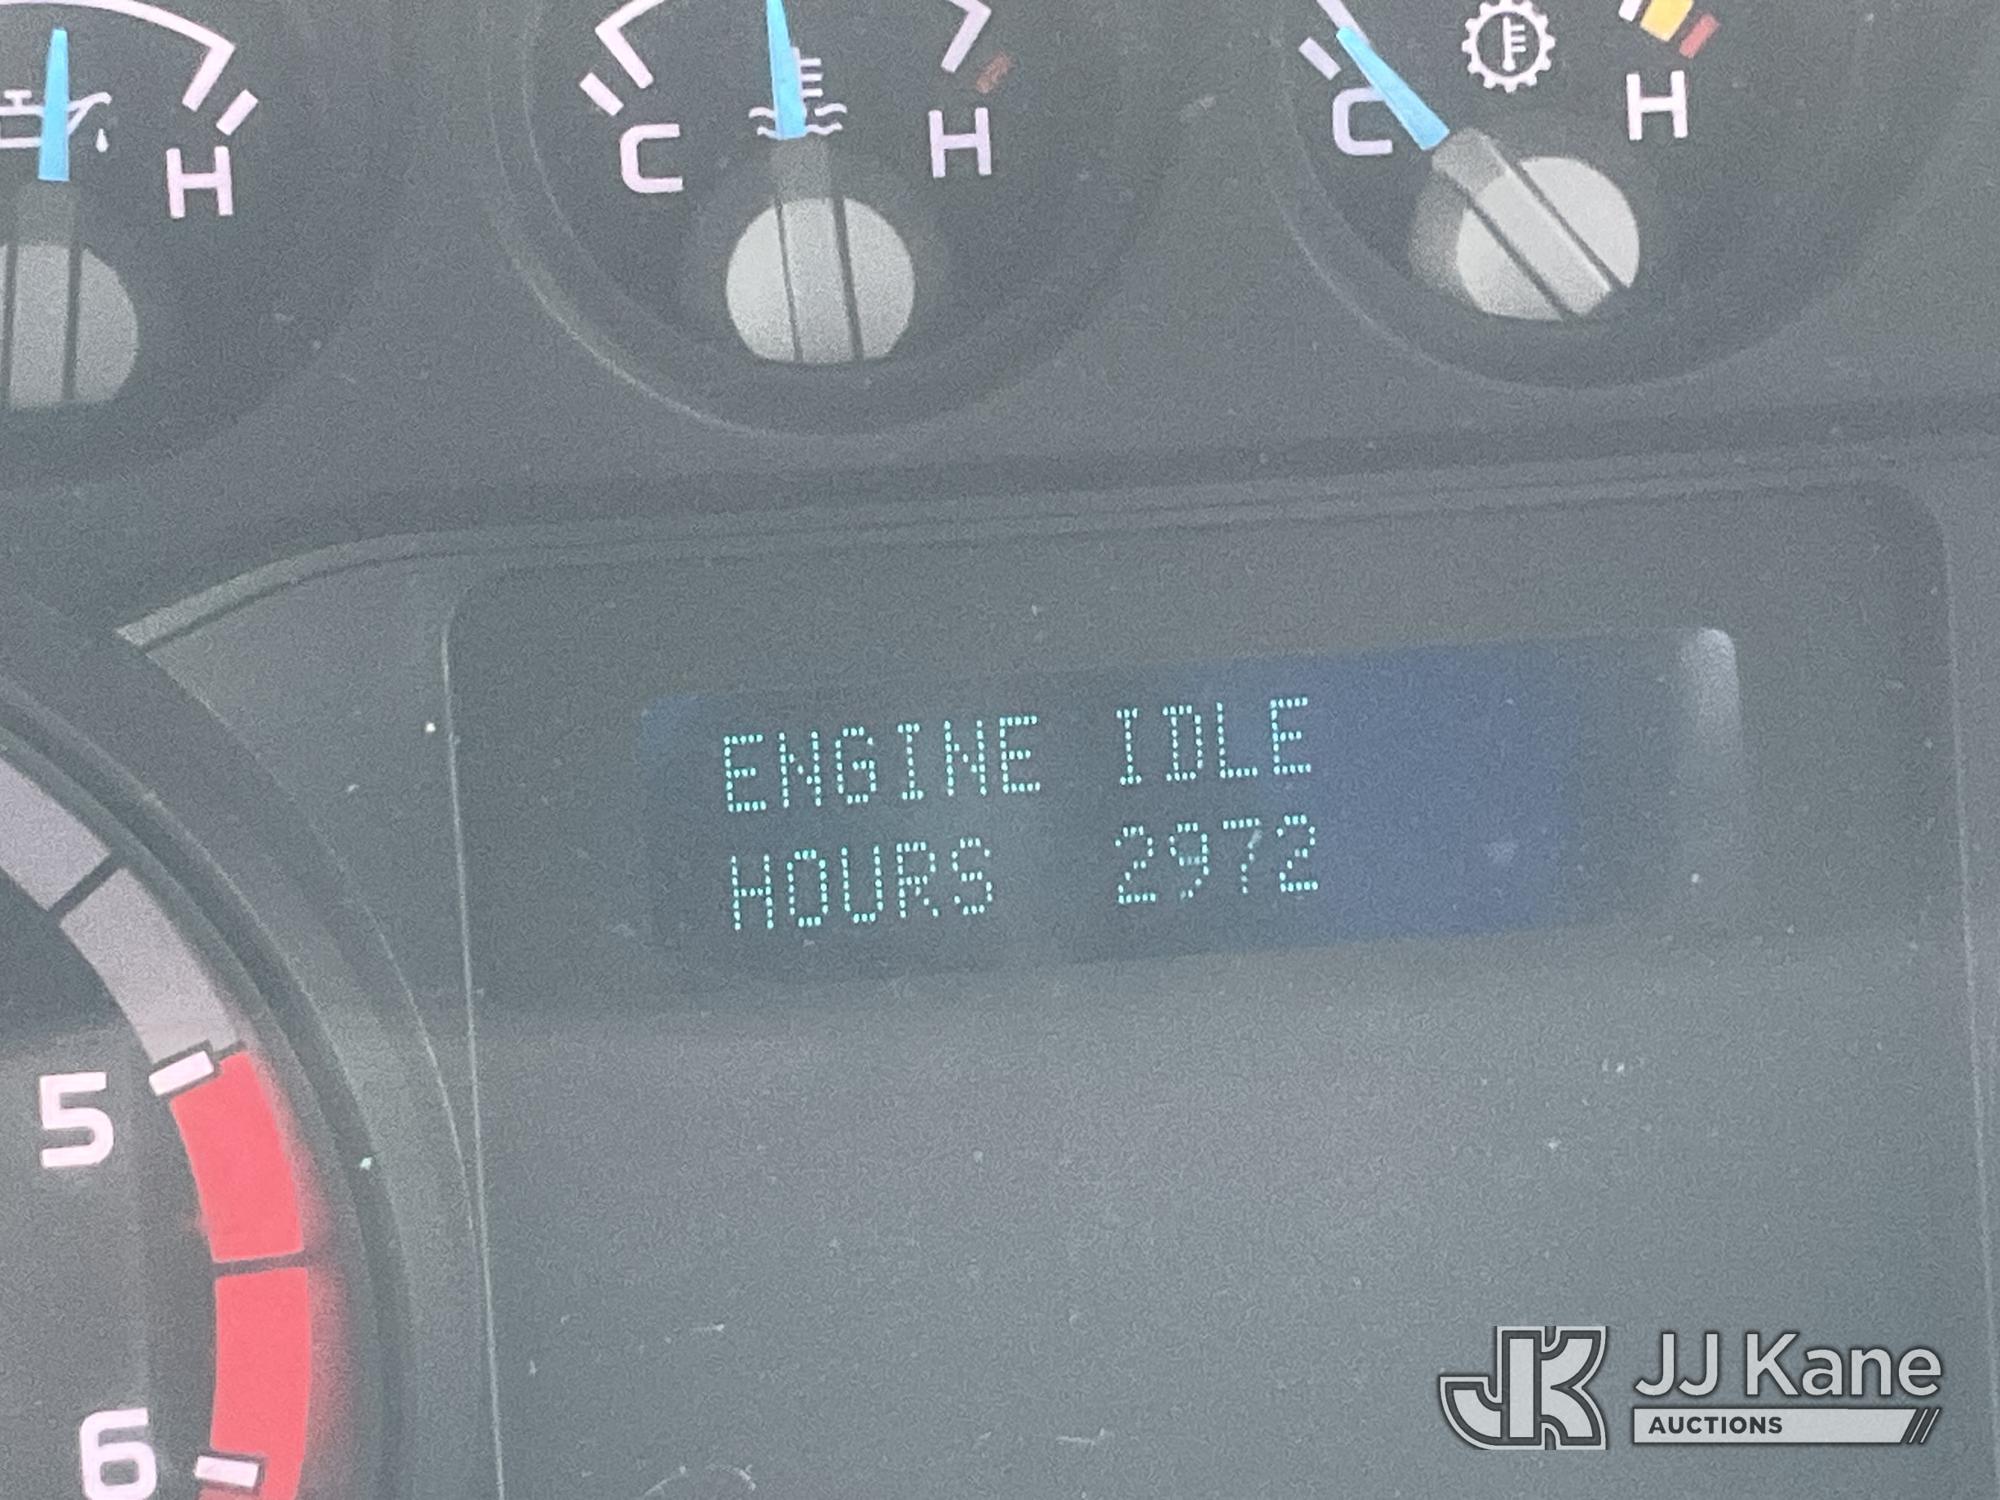 H
C
H
C
H
ENGINE IDLE
HOURS 2972
5
6
JJ Kane
AUCTIONS